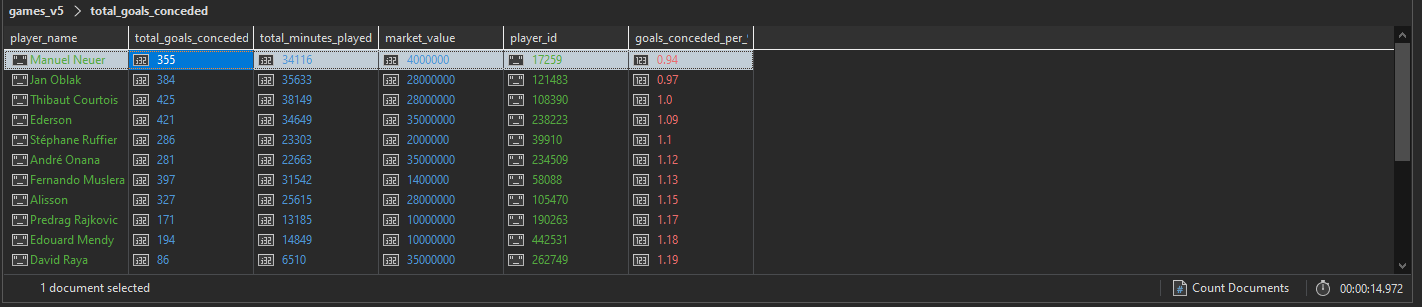 games_v5 > total_goals_conceded
player_name total_goals_conceded total_minutes_played market_value player_id goals_conceded_per_
Manuel Neuer 355 34116 4000000 17259 0.94
Jan Oblak 384 35633 28000000 121483 0.97
Thibaut Courtois 425 38149 28000000 108390 1.0
Ederson 421 34649 35000000 238223 1.09
Stéphane Ruffier 286 23303 2000000 39910 1.1
André Onana 281 22663 35000000 234509 1.12
Fernando Muslera 397 31542 1400000 58088 1.13
Alisson 327 25615 28000000 105470 1.15
Predrag Rajkovic 171 13185 10000000 190263 1.17
Edouard Mendy 194 14849 10000000 442531 1.18
David Raya 86 6510 35000000 262749 1.19
1 document selected Count Documents 00:00:14.972